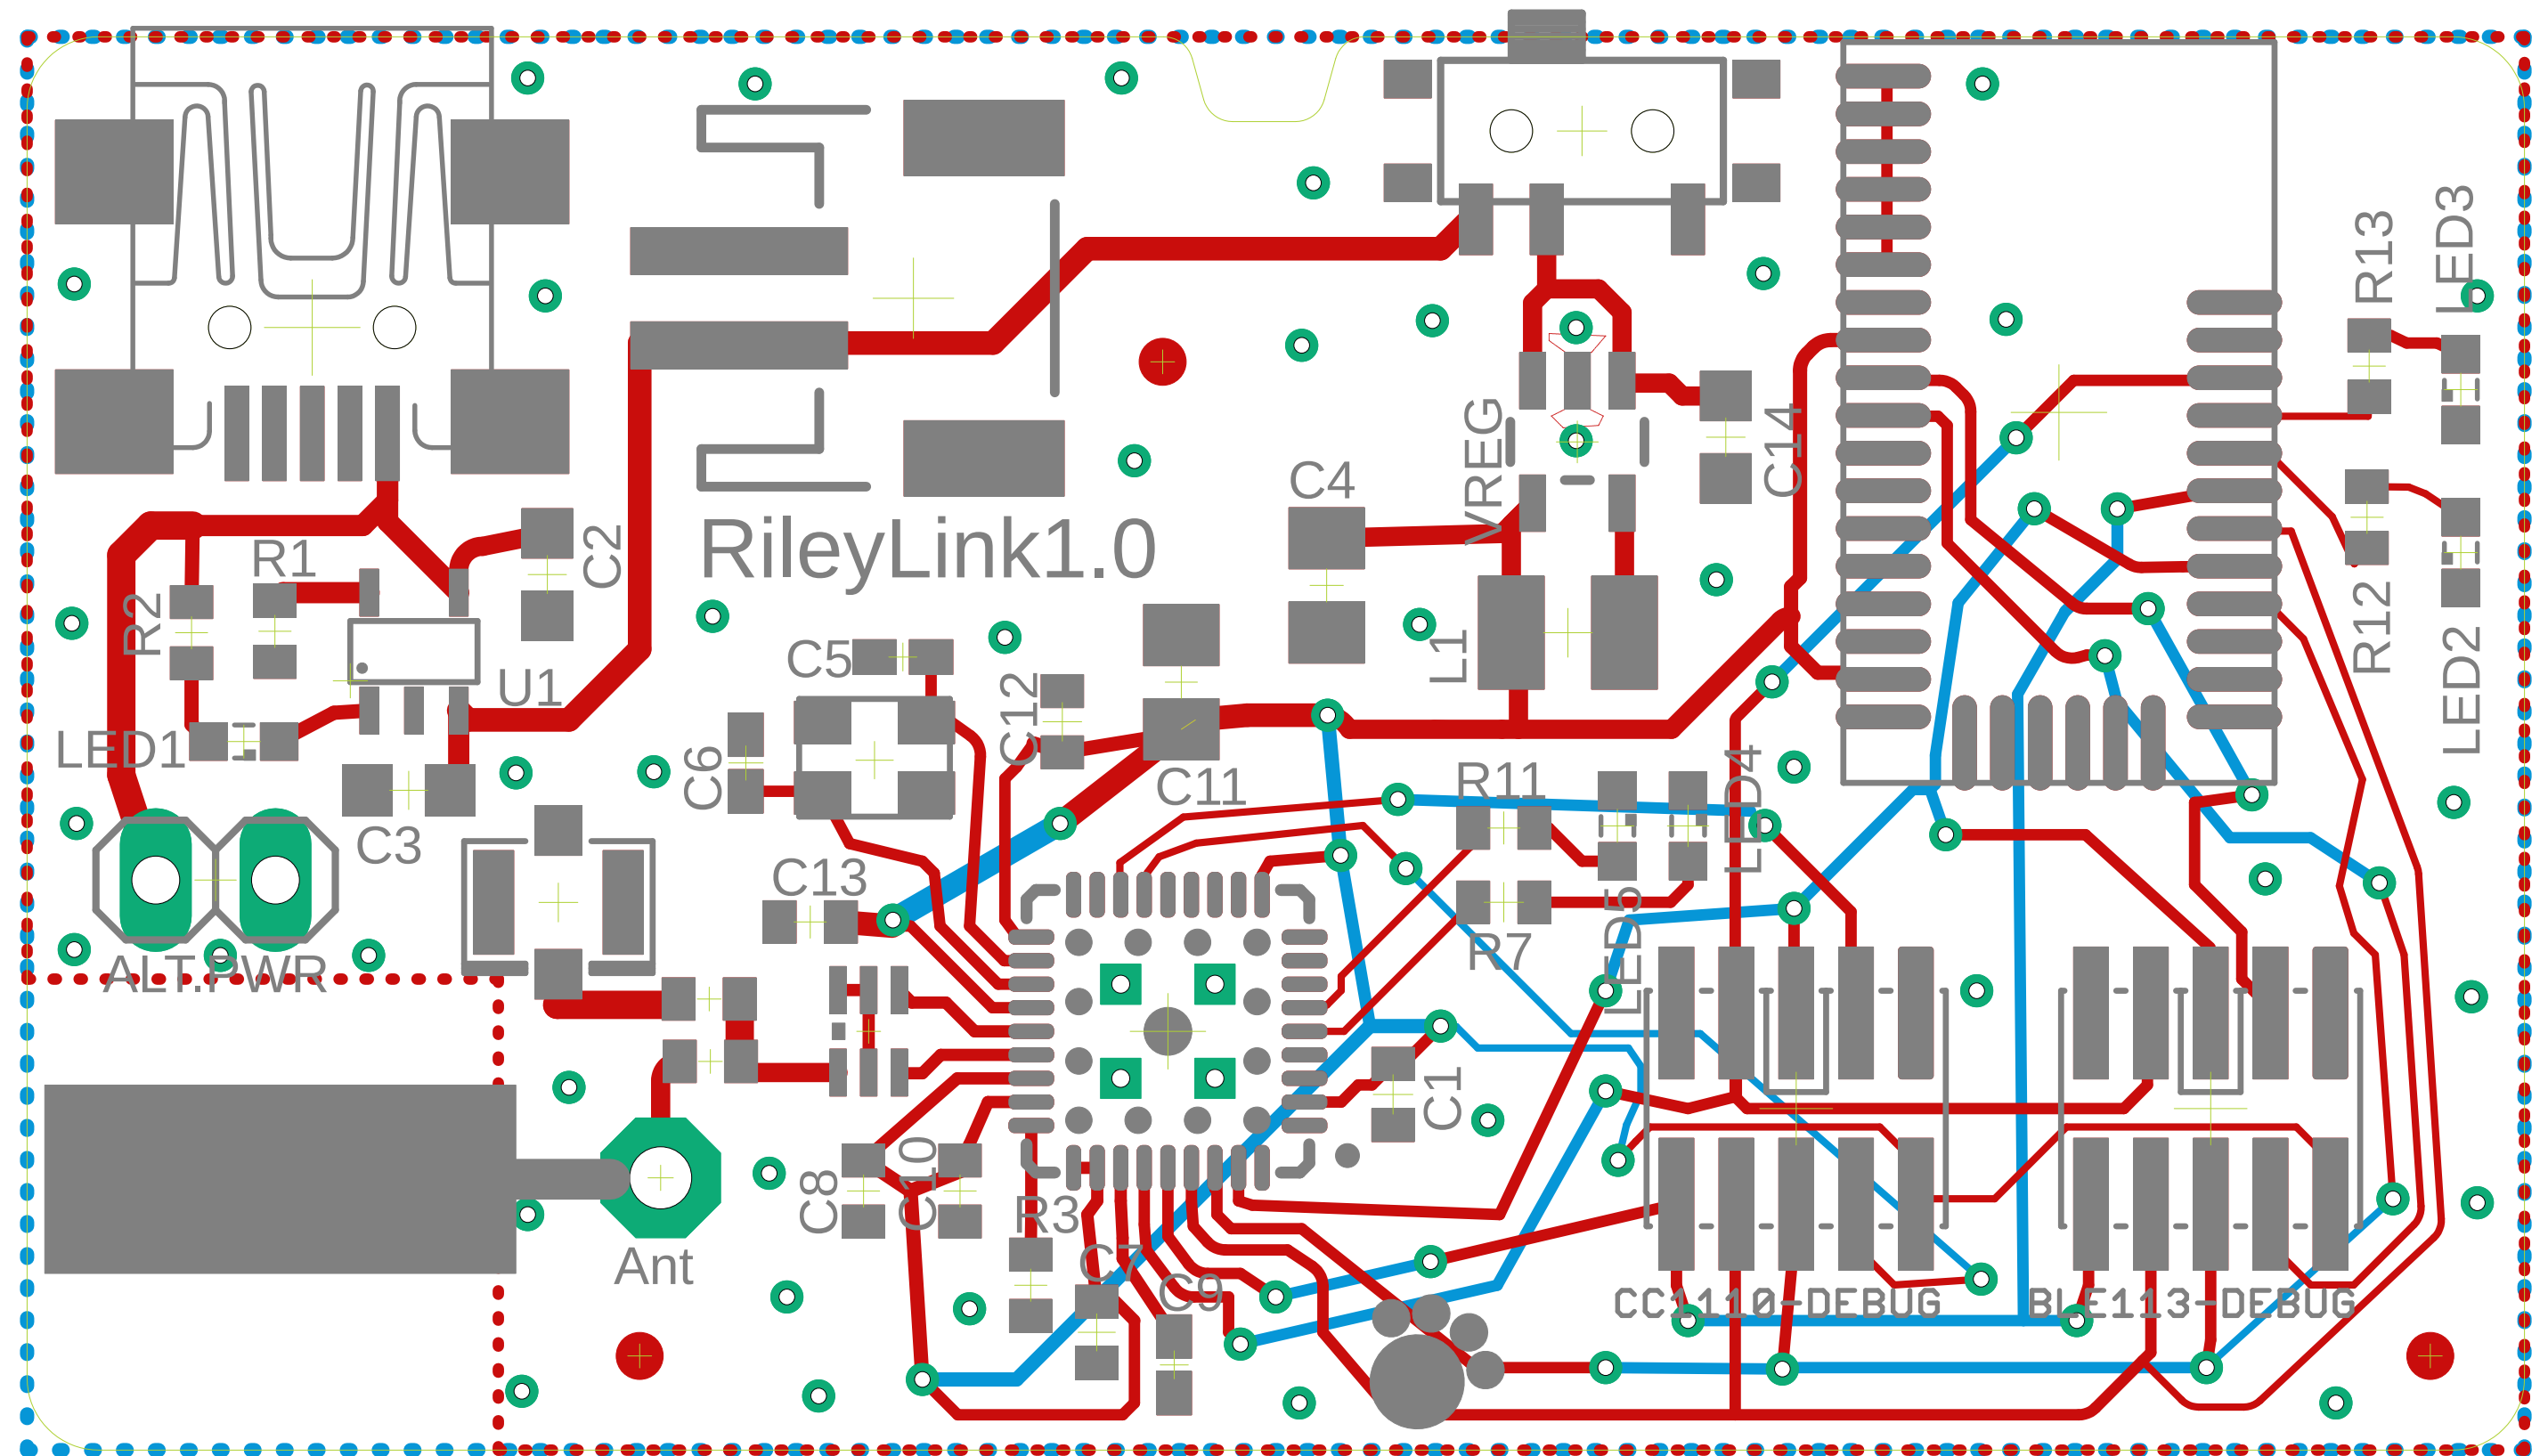 LED3
R13
C4
VREG
C14
RileyLink1.0
R1
C2
R2
R12
C5
L1
LED2
U1
C12
LED1
C6
C11
R11
LED4
C3
C13
R7
LED5
ALT.PWR
C1
C8
C10
R3
C7
Ant
C9
CC1110-DEBUG
BLE113-DEBUG